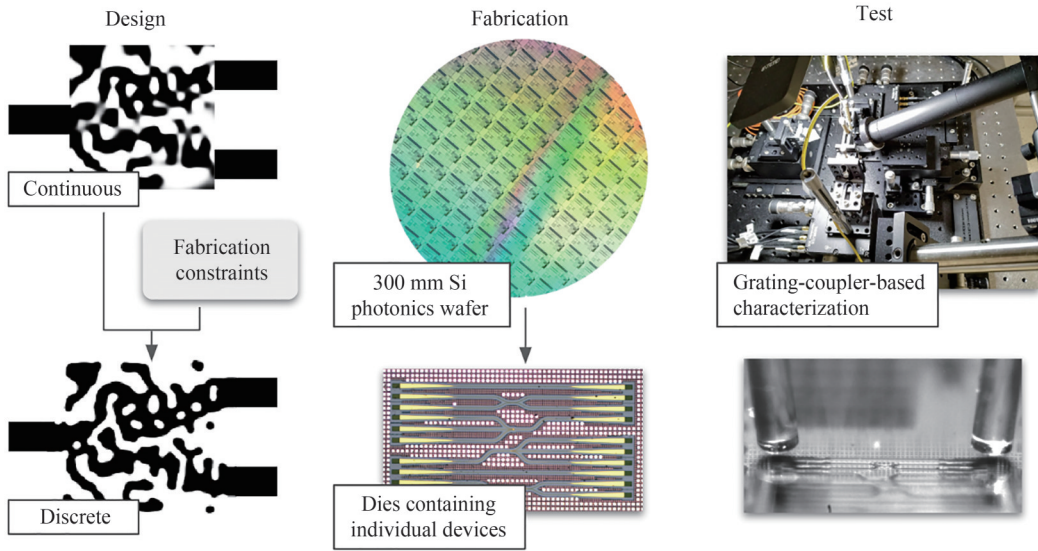 Design
Fabrication
Test
Continuous
Fabrication
constraints
Discrete
300 mm Si
photonics wafer
Dies containing
individual devices
Grating-coupler-based
characterization